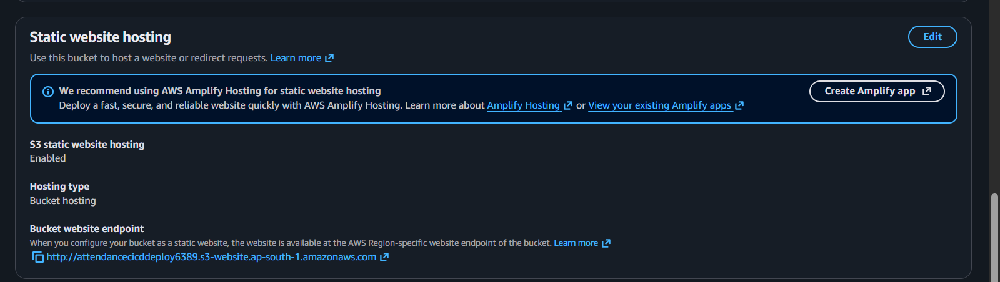 Static website hosting
Edit
Use this bucket to host a website or redirect requests. Learn more
We recommend using AWS Amplify Hosting for static website hosting
Create Amplify app
Deploy a fast, secure, and reliable website quickly with AWS Amplify Hosting. Learn more about Amplify Hosting or View your existing Amplify apps
S3 static website hosting
Enabled
Hosting type
Bucket hosting
Bucket website endpoint
When you configure your bucket as a static website, the website is available at the AWS Region-specific website endpoint of the bucket. Learn more
http://attendancecicddeploy6389.s3-website.ap-south-1.amazonaws.com